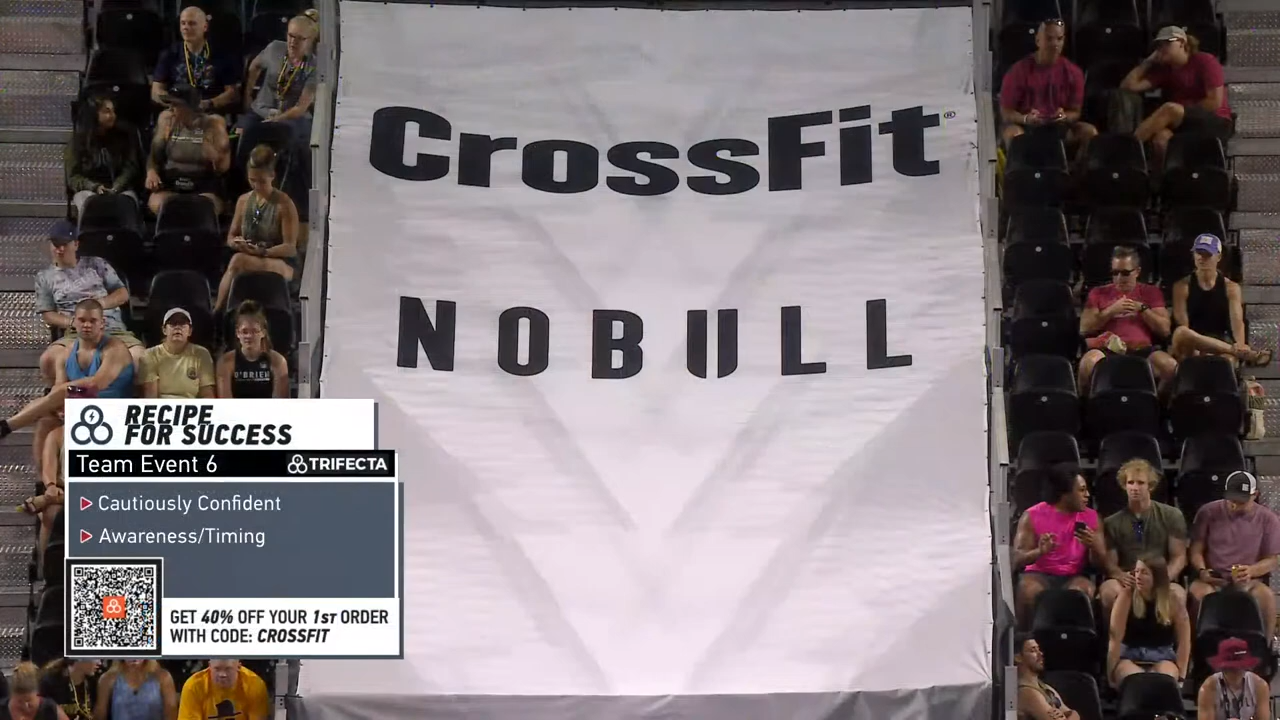 CrossFit®
NOBULL
O'BRIEN
RECIPE
FOR SUCCESS
Team Event 6
TRIFECTA
Cautiously Confident
Awareness/Timing
GET 40% OFF YOUR 1ST ORDER
WITH CODE: CROSSFIT